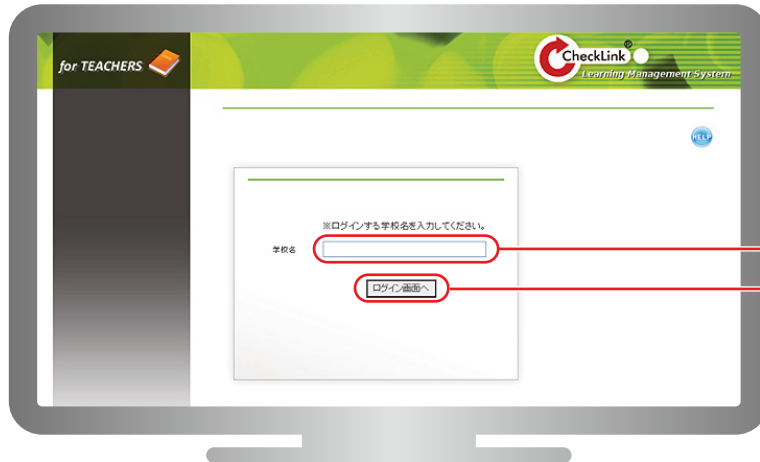 for TEACHERS
CheckLink®
Learning Management System
HELP
※ログインする学校名を入力してください。
学校名
ログイン画面へ